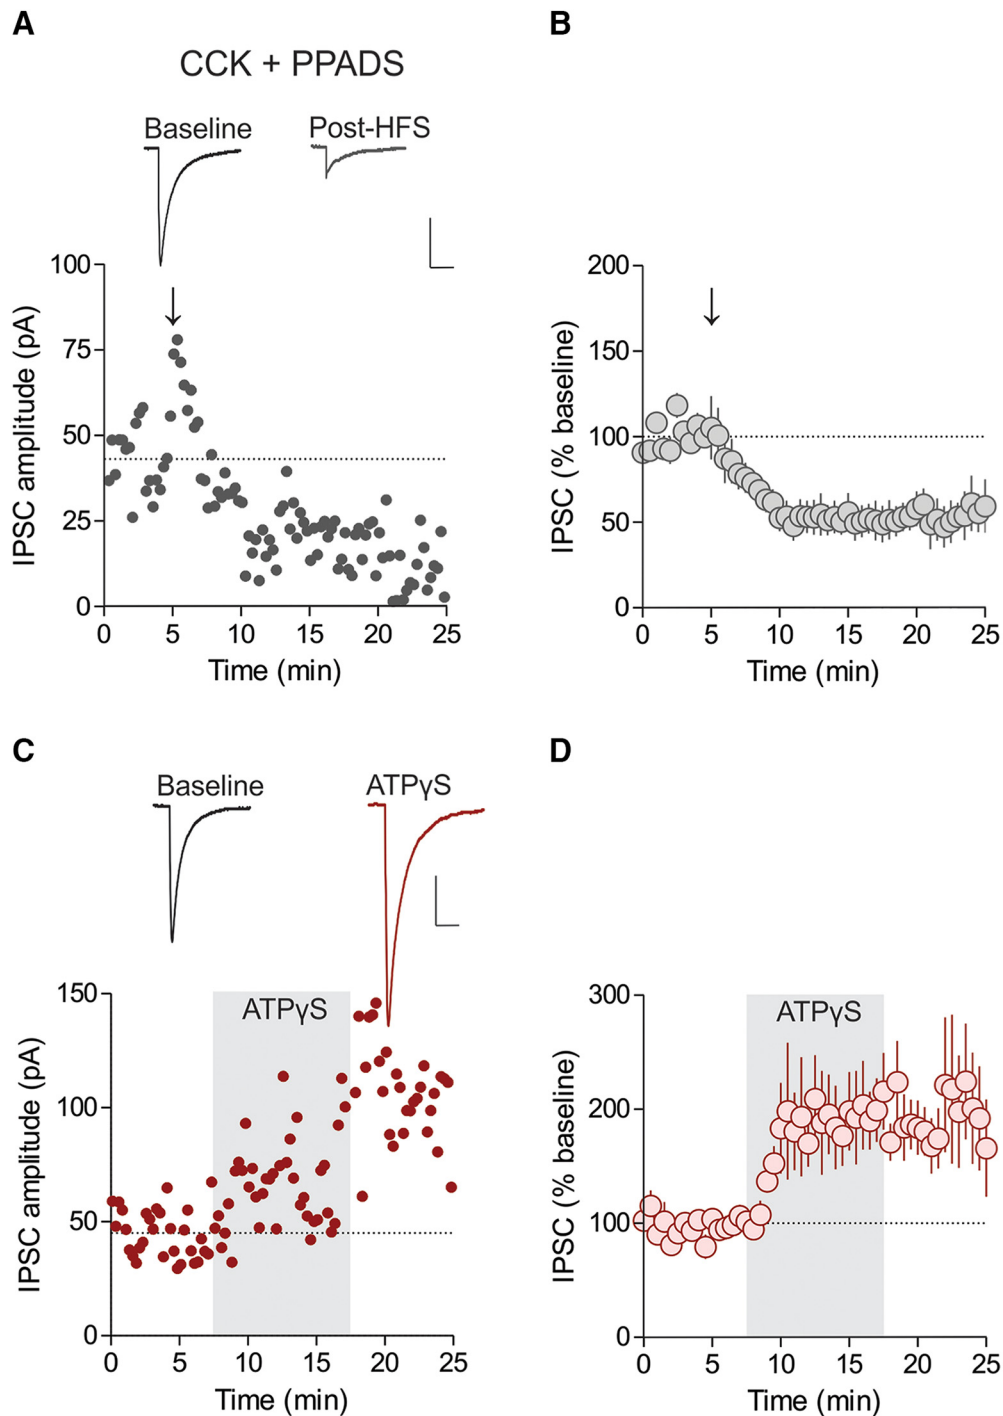 A
CCK + PPADS
Baseline
Post-HFS
IPSC amplitude (pA)
100
75
50
25
0
0 5 10 15 20 25
Time (min)
B
IPSC (% baseline)
200
150
100
50
0
0 5 10 15 20 25
Time (min)
C
Baseline
ATPγS
IPSC amplitude (pA)
150
100
50
0
ATPγS
0 5 10 15 20 25
Time (min)
D
IPSC (% baseline)
300
200
100
0
ATPγS
0 5 10 15 20 25
Time (min)